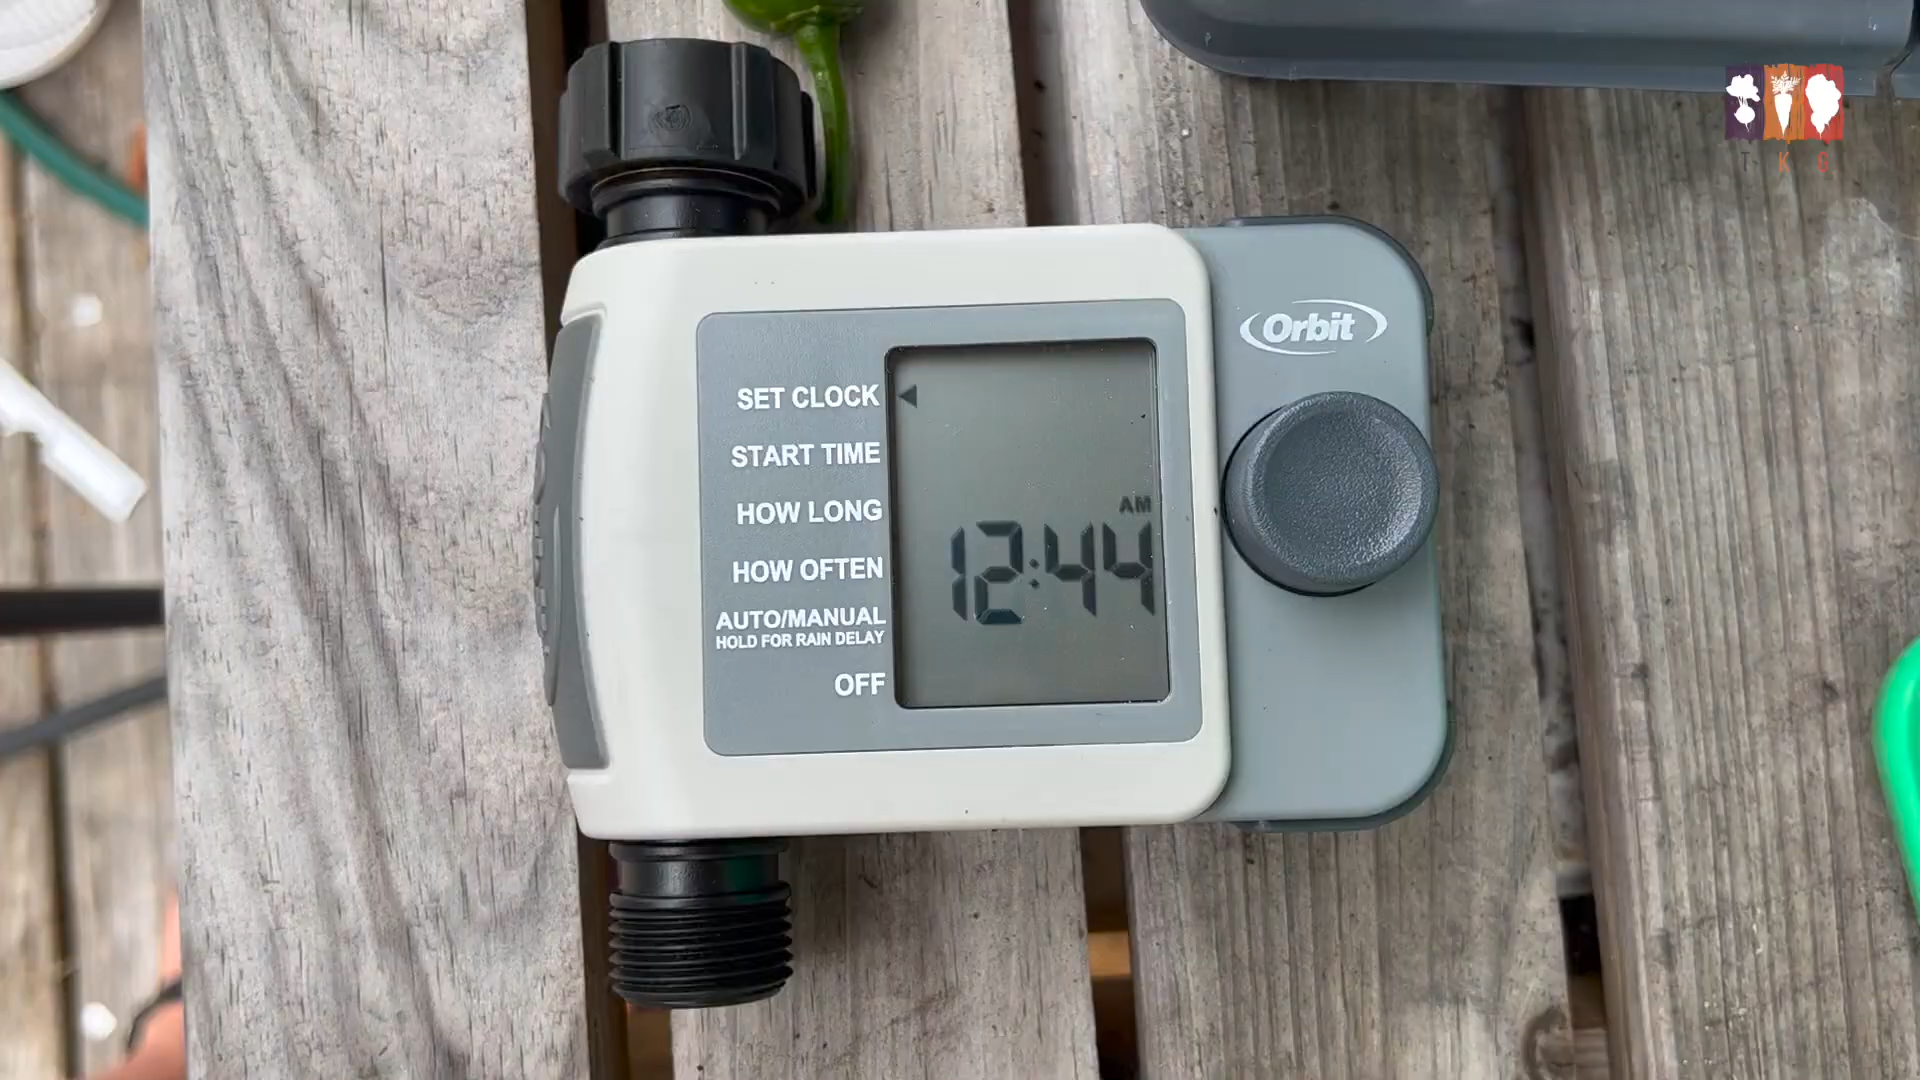 T K G
Orbit
SET CLOCK
START TIME
HOW LONG
HOW OFTEN
AUTO/MANUAL
HOLD FOR RAIN DELAY
OFF
AM
12:44